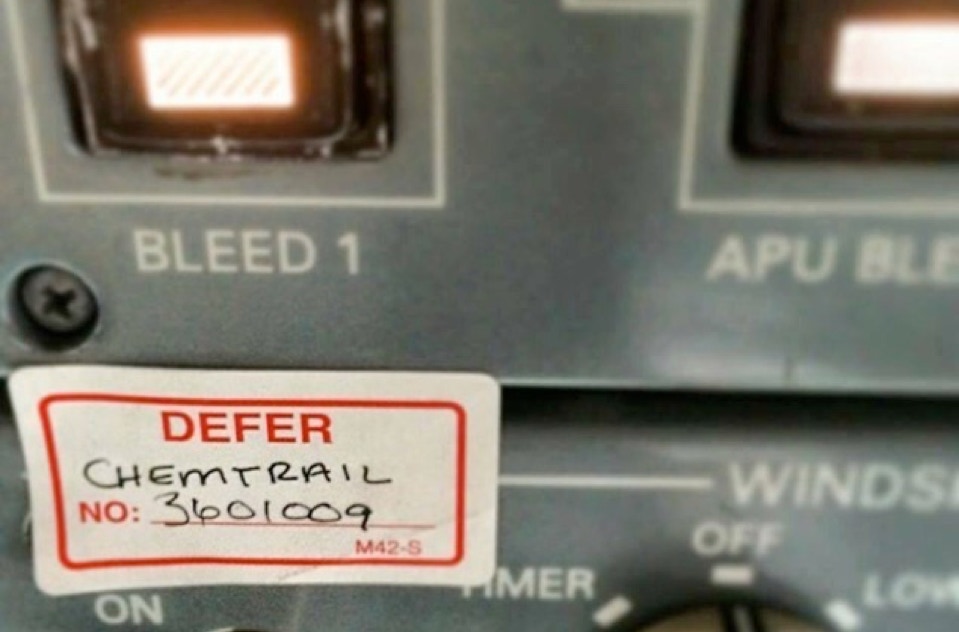 BLEED 1
APU BLE
DEFER
CHEMTRAIL
NO: 3601009
M42-S
WINDS
OFF
TIMER
LOW
ON